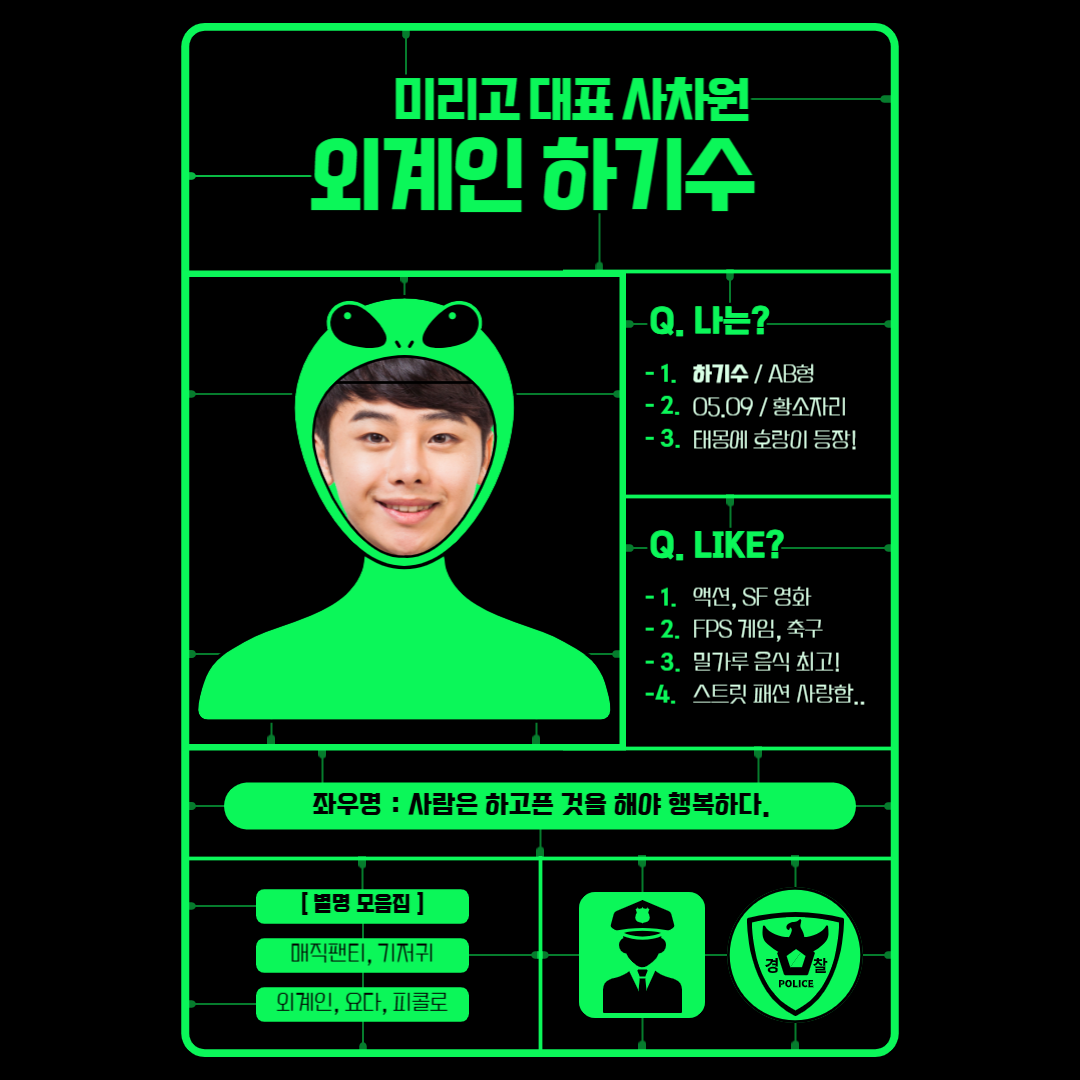 미리고 대표 사차원
외계인 하기수
Q. 나는?
- 1. 하기수 / AB형
- 2. 05.09 / 황소자리
- 3. 태몽에 호랑이 등장!
Q. LIKE?
- 1. 액션, SF 영화
- 2. FPS 게임, 축구
- 3. 밀가루 음식 최고!
-4. 스트릿 패션 사랑함..
좌우명 : 사람은 하고픈 것을 해야 행복하다.
[ 별명 모음집 ]
매직팬티, 기저귀
외계인, 요다, 피콜로
경 찰
POLICE